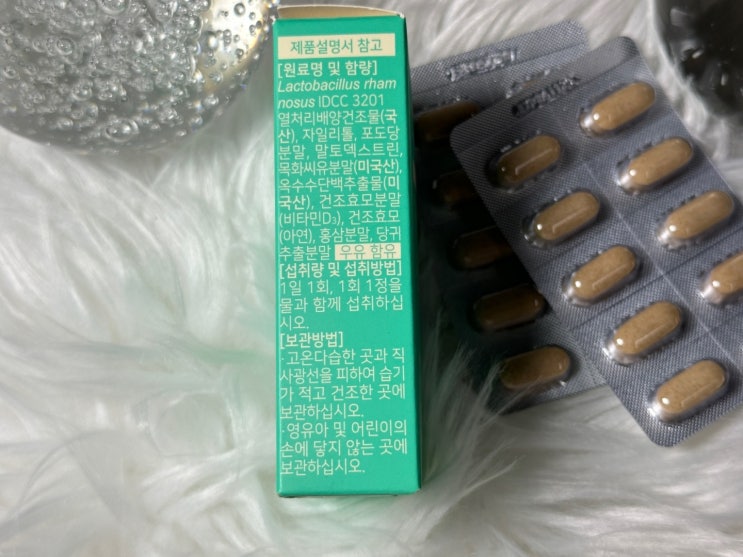 제품설명서 참고
[원료명 및 함량]
Lactobacillus rham
nosus IDCC 3201
열처리배양건조물(국
산), 자일리톨, 포도당
분말, 말토덱스트린,
목화씨유분말(미국산),
옥수수단백추출물(미
국산), 건조효모분말
(비타민D₃), 건조효모
(아연), 홍삼분말, 당귀
추출분말 우유 함유
[섭취량 및 섭취방법]
1일 1회, 1회 1정을
물과 함께 섭취하십
시오.
[보관방법]
·고온다습한 곳과 직
사광선을 피하여 습기
가 적고 건조한 곳에
보관하십시오.
·영유아 및 어린이의
손에 닿지 않는 곳에
보관하십시오.